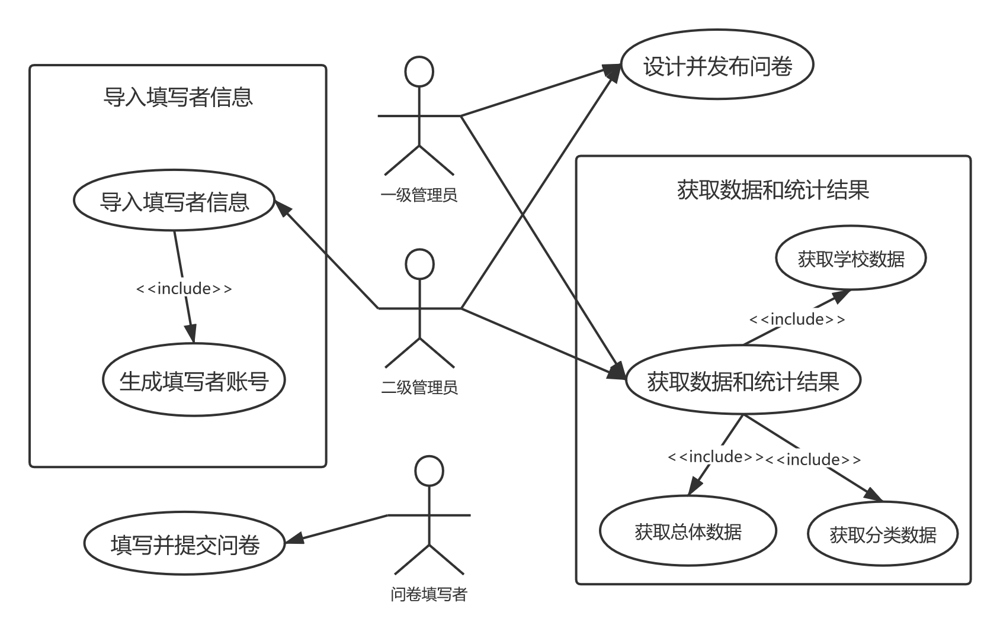 设计并发布问卷
导入填写者信息
一级管理员
获取数据和统计结果
导入填写者信息
获取学校数据
<<include>>
<<include>>
生成填写者账号
二级管理员
获取数据和统计结果
<<include>>
<<include>>
获取总体数据
获取分类数据
填写并提交问卷
问卷填写者